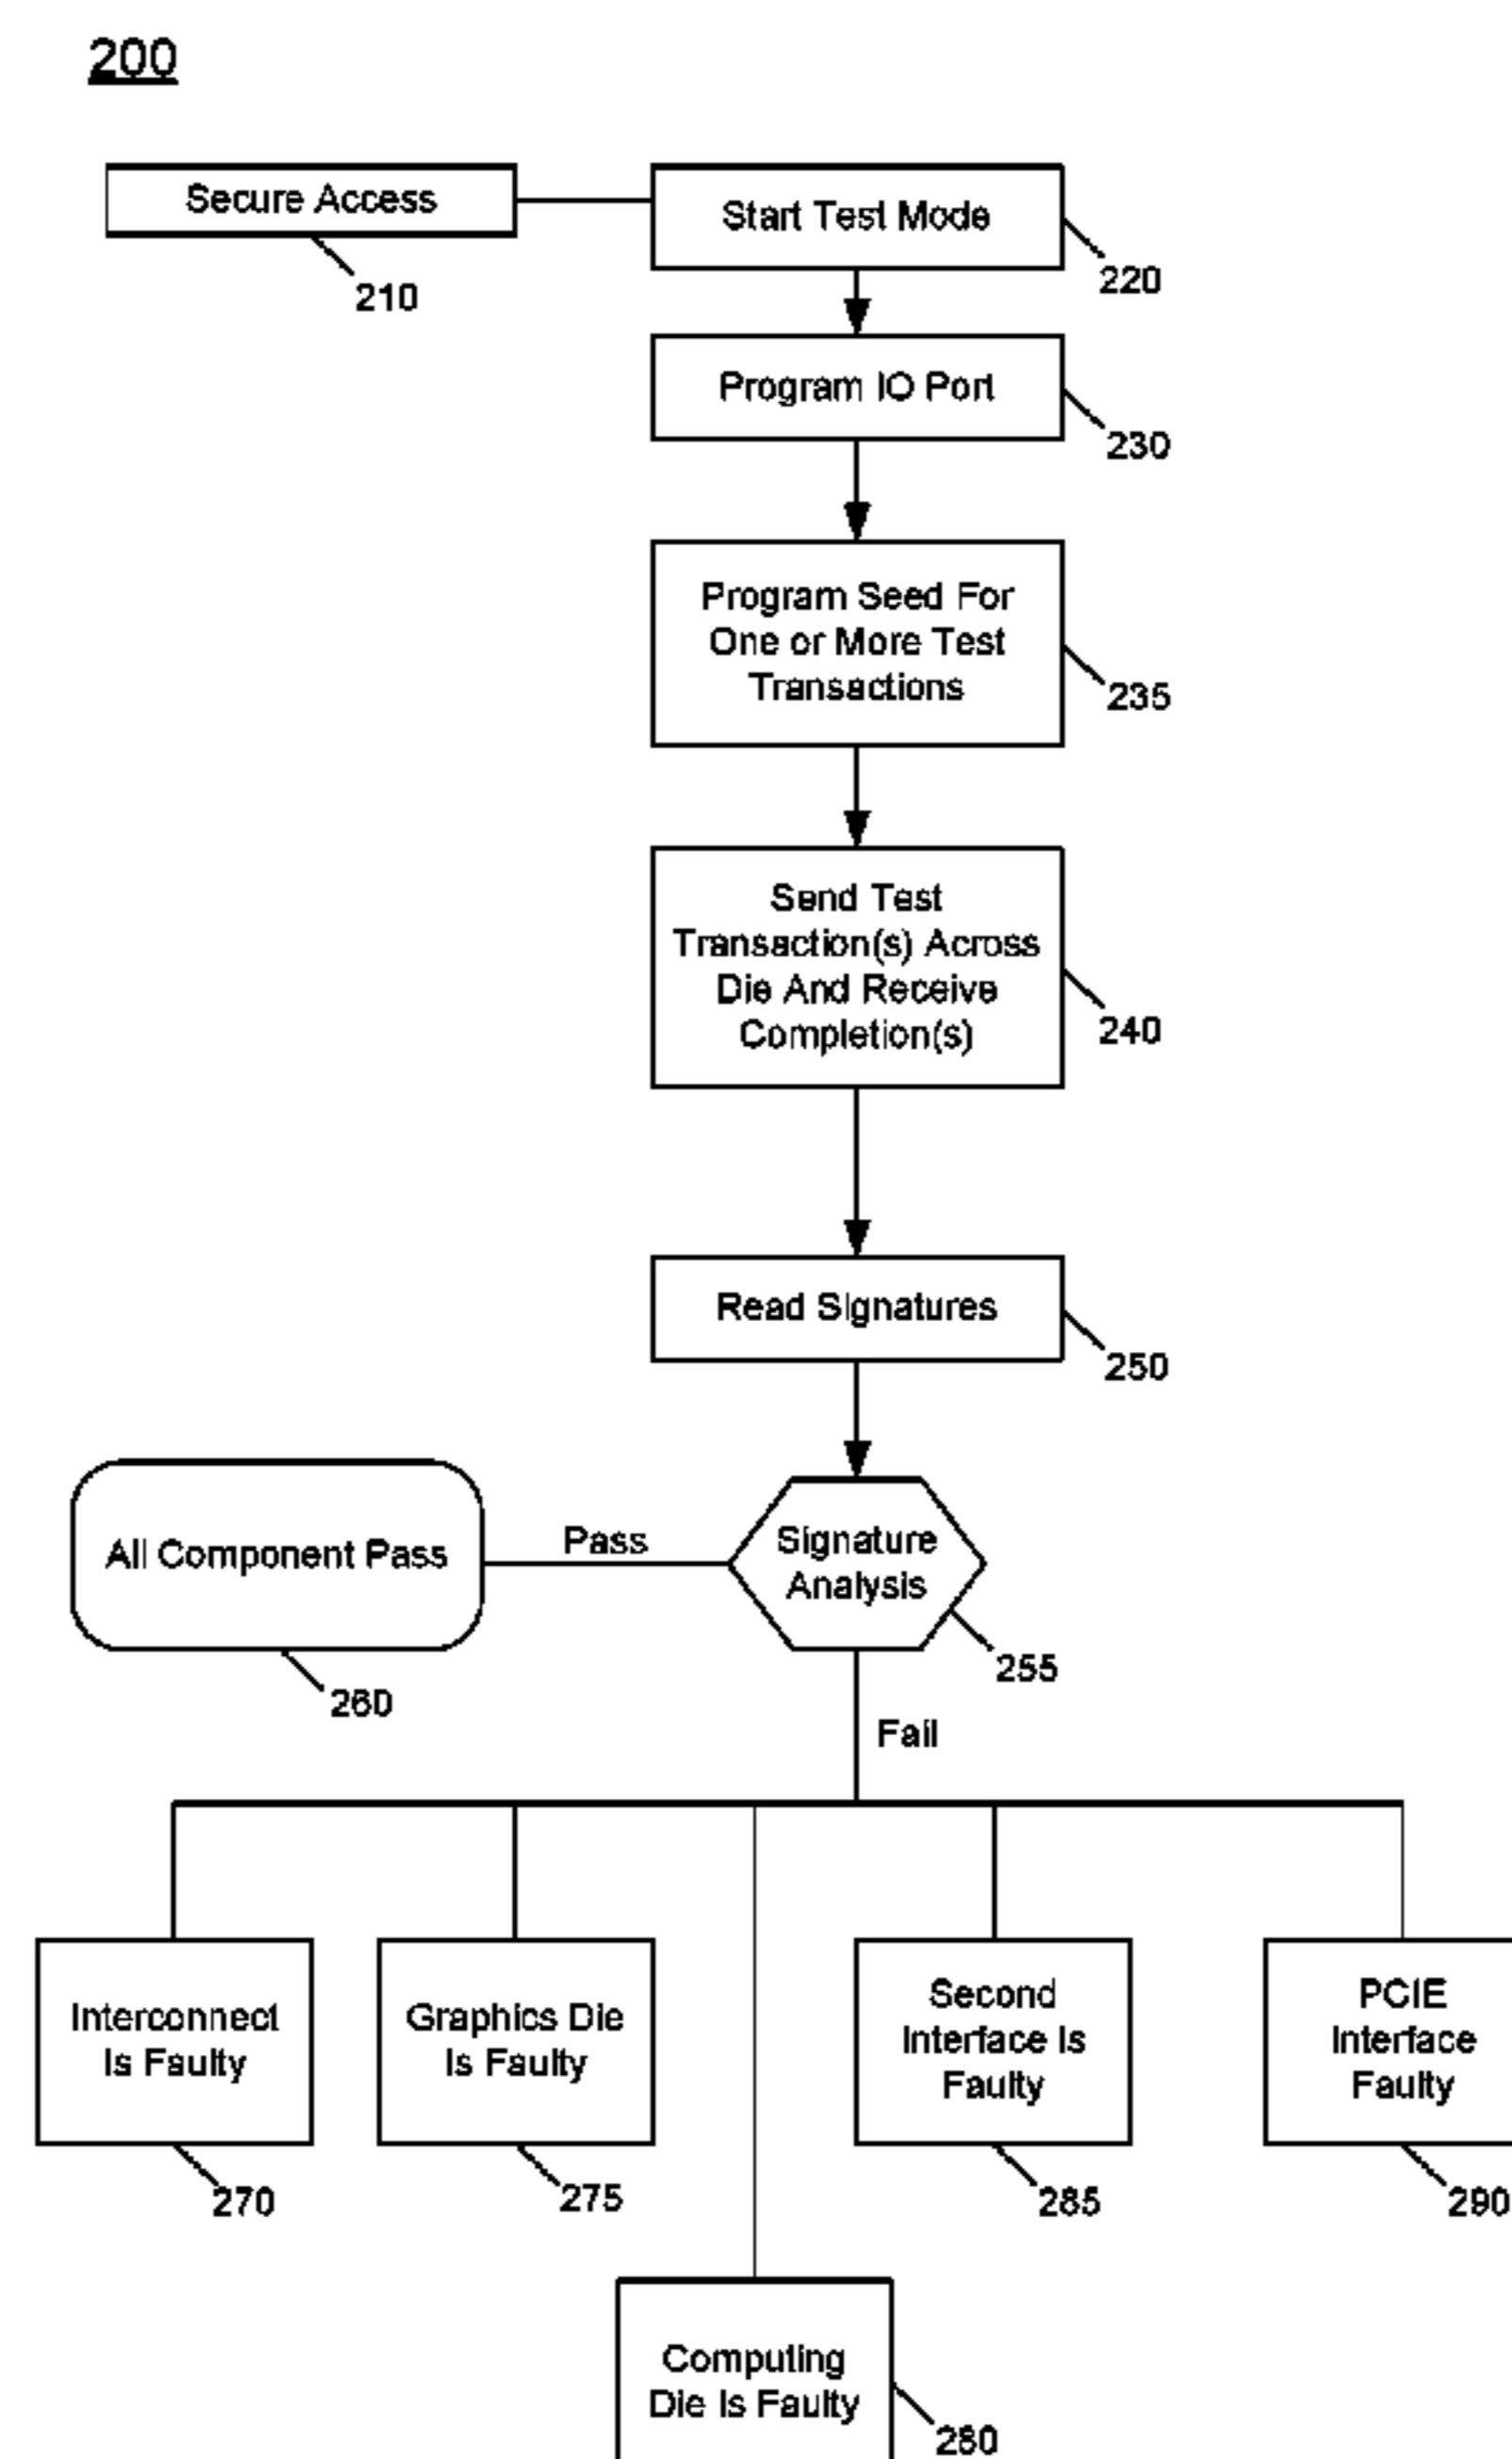 200
Secure Access
210
Start Test Mode
220
Program IO Port
230
Program Seed For
One or More Test
Transactions
235
Send Test
Transaction(s) Across
Die And Receive
Completion(s)
240
Read Signatures
250
Signature
Analysis
255
Pass
All Component Pass
260
Fail
Interconnect
Is Faulty
270
Graphics Die
Is Faulty
275
Second
Interface Is
Faulty
285
PCIE
Interface
Faulty
290
Computing
Die Is Faulty
280